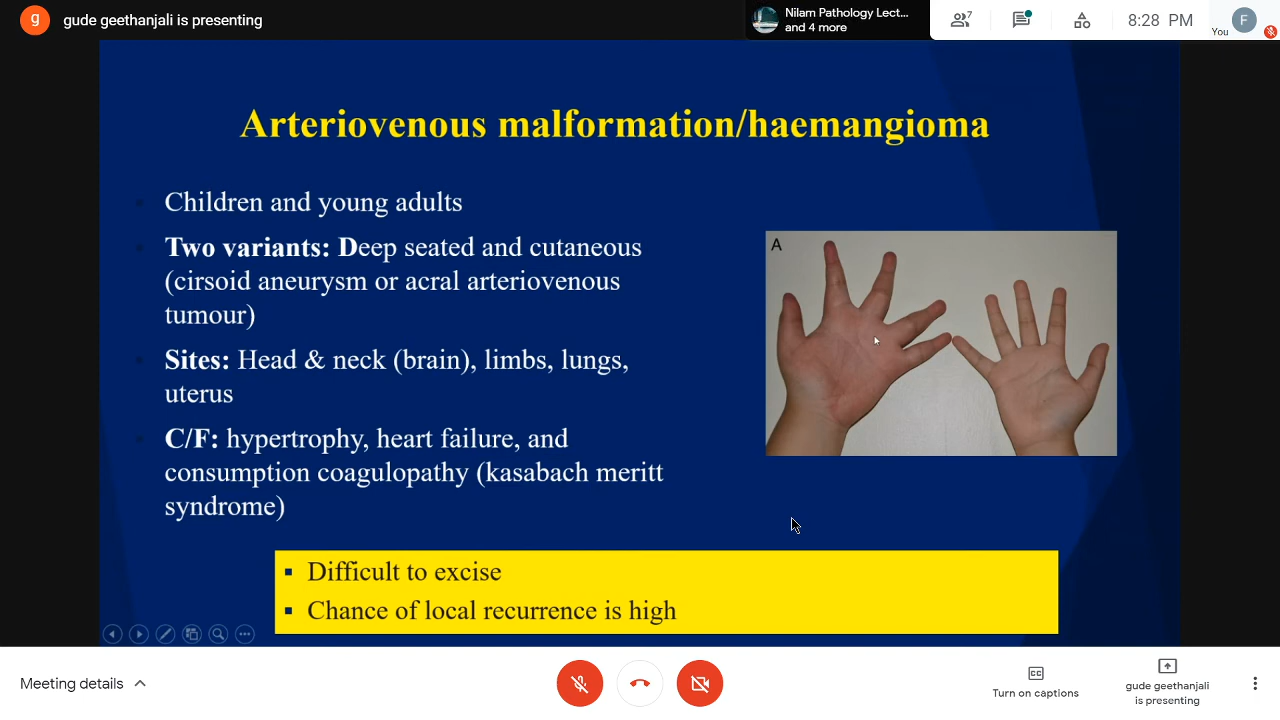 g
gude geethanjali is presenting
Nilam Pathology Lect...
and 4 more
7
8:28 PM
You
F
Arteriovenous malformation/haemangioma
Children and young adults
Two variants: Deep seated and cutaneous
(cirsoid aneurysm or acral arteriovenous
tumour)
Sites: Head & neck (brain), limbs, lungs,
uterus
C/F: hypertrophy, heart failure, and
consumption coagulopathy (kasabach meritt
syndrome)
A
▪ Difficult to excise
▪ Chance of local recurrence is high
Meeting details
CC
Turn on captions
gude geethanjali
is presenting